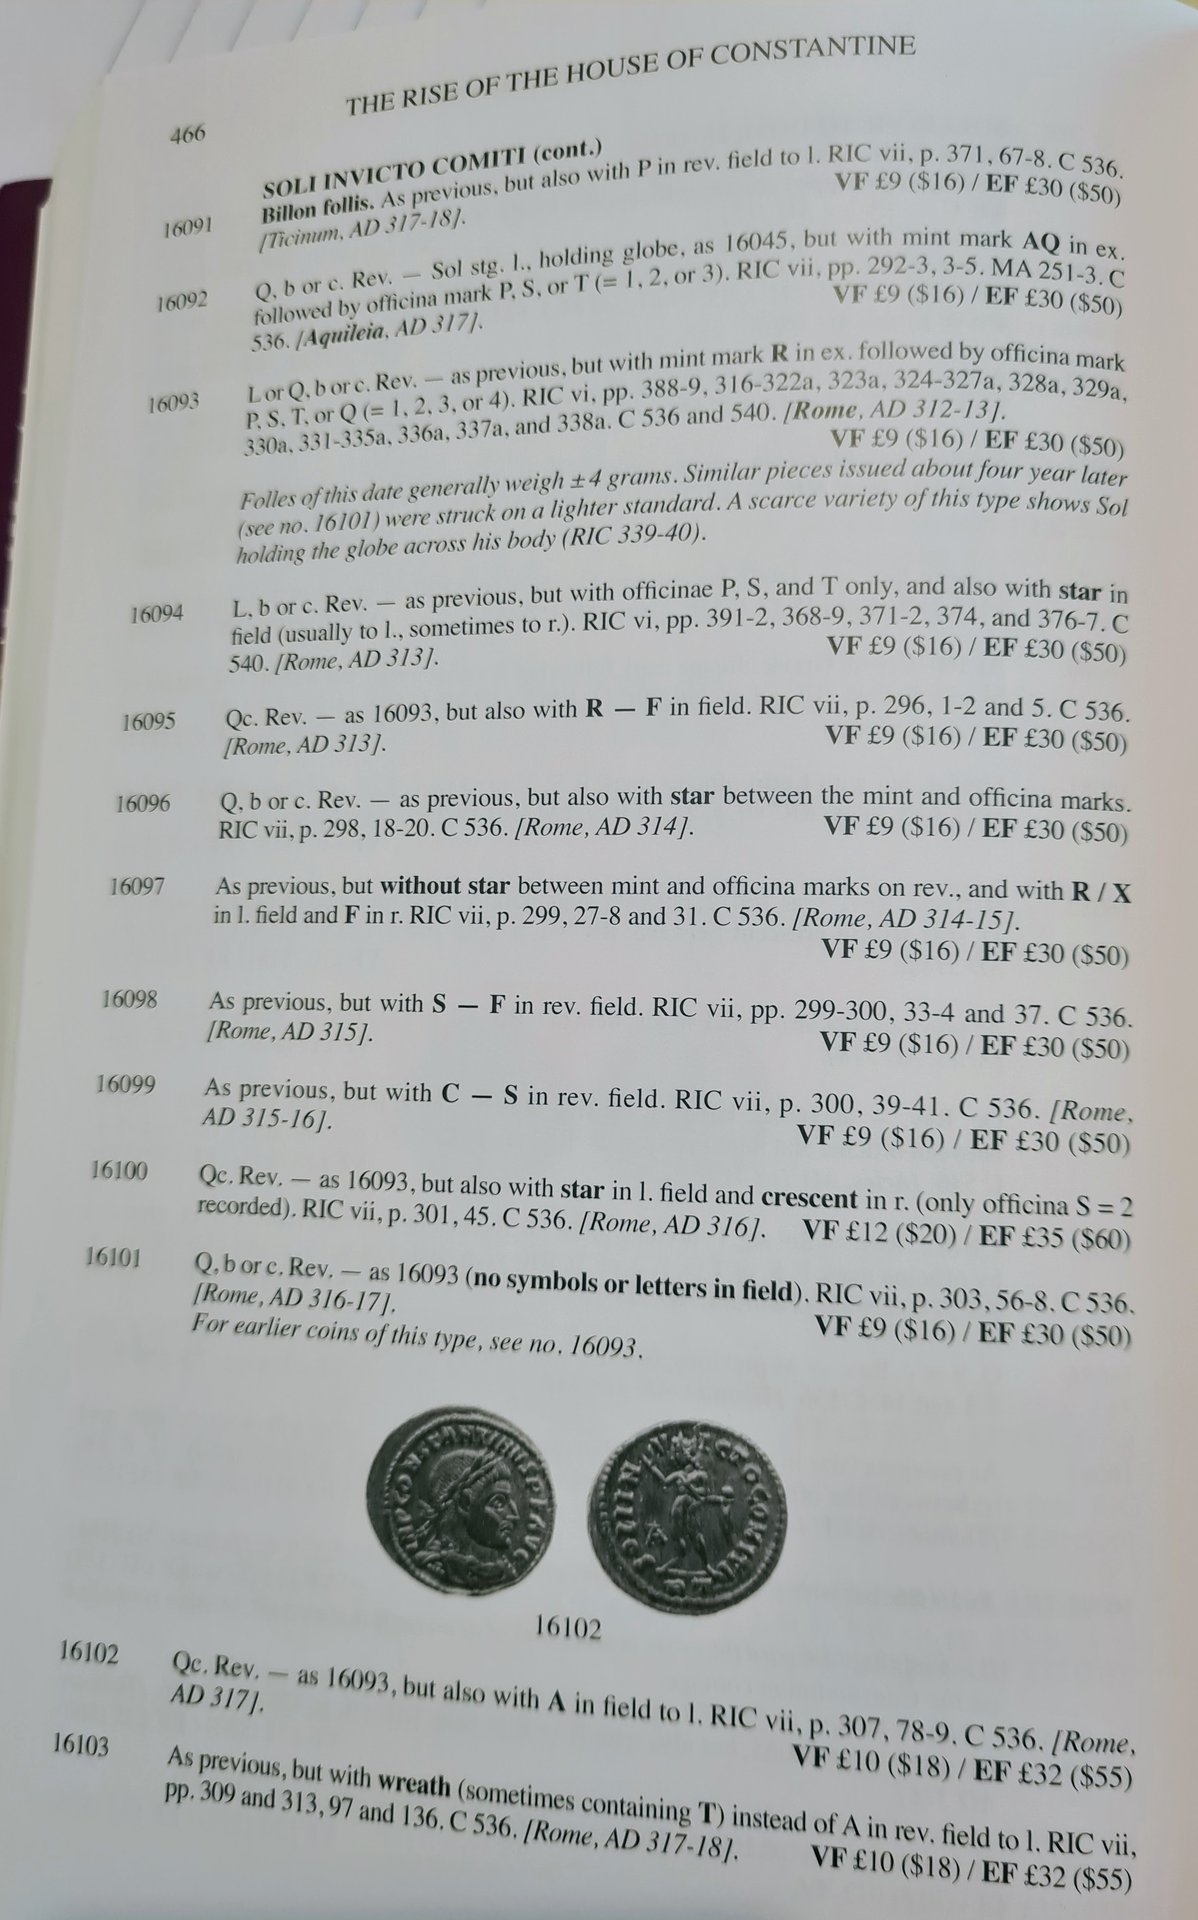 THE RISE OF THE HOUSE OF CONSTANTINE
466
SOLI INVICTO COMITI (cont.)
16091 Billon follis. As previous, but also with P in rev. field to l. RIC vii, p. 371, 67-8. C 536.
[Ticinum, AD 317-18]. VF £9 ($16) / EF £30 ($50)
16092 Q, b or c. Rev. — Sol stg. l., holding globe, as 16045, but with mint mark AQ in ex.
followed by officina mark P, S, or T (= 1, 2, or 3). RIC vii, pp. 292-3, 3-5. MA 251-3. C
536. [Aquileia, AD 317]. VF £9 ($16) / EF £30 ($50)
16093 L or Q, b or c. Rev. — as previous, but with mint mark R in ex. followed by officina mark
P, S, T, or Q (= 1, 2, 3, or 4). RIC vi, pp. 388-9, 316-322a, 323a, 324-327a, 328a, 329a,
330a, 331-335a, 336a, 337a, and 338a. C 536 and 540. [Rome, AD 312-13].
VF £9 ($16) / EF £30 ($50)
Folles of this date generally weigh ±4 grams. Similar pieces issued about four year later
(see no. 16101) were struck on a lighter standard. A scarce variety of this type shows Sol
holding the globe across his body (RIC 339-40).
16094 L, b or c. Rev. — as previous, but with officinae P, S, and T only, and also with star in
field (usually to l., sometimes to r.). RIC vi, pp. 391-2, 368-9, 371-2, 374, and 376-7. C
540. [Rome, AD 313]. VF £9 ($16) / EF £30 ($50)
16095 Qc. Rev. — as 16093, but also with R — F in field. RIC vii, p. 296, 1-2 and 5. C 536.
[Rome, AD 313]. VF £9 ($16) / EF £30 ($50)
16096 Q, b or c. Rev. — as previous, but also with star between the mint and officina marks.
RIC vii, p. 298, 18-20. C 536. [Rome, AD 314]. VF £9 ($16) / EF £30 ($50)
16097 As previous, but without star between mint and officina marks on rev., and with R / X
in l. field and F in r. RIC vii, p. 299, 27-8 and 31. C 536. [Rome, AD 314-15].
VF £9 ($16) / EF £30 ($50)
16098 As previous, but with S — F in rev. field. RIC vii, pp. 299-300, 33-4 and 37. C 536.
[Rome, AD 315]. VF £9 ($16) / EF £30 ($50)
16099 As previous, but with C — S in rev. field. RIC vii, p. 300, 39-41. C 536. [Rome,
AD 315-16]. VF £9 ($16) / EF £30 ($50)
16100 Qc. Rev. — as 16093, but also with star in l. field and crescent in r. (only officina S = 2
recorded). RIC vii, p. 301, 45. C 536. [Rome, AD 316]. VF £12 ($20) / EF £35 ($60)
16101 Q, b or c. Rev. — as 16093 (no symbols or letters in field). RIC vii, p. 303, 56-8. C 536.
[Rome, AD 316-17]. VF £9 ($16) / EF £30 ($50)
For earlier coins of this type, see no. 16093.
IMP CONSTANTINVS P F AVG
SOLI INVICTO COMITI
A
16102
16102 Qc. Rev. — as 16093, but also with A in field to l. RIC vii, p. 307, 78-9. C 536. [Rome,
AD 317]. VF £10 ($18) / EF £32 ($55)
16103 As previous, but with wreath (sometimes containing T) instead of A in rev. field to l. RIC vii,
pp. 309 and 313, 97 and 136. C 536. [Rome, AD 317-18]. VF £10 ($18) / EF £32 ($55)